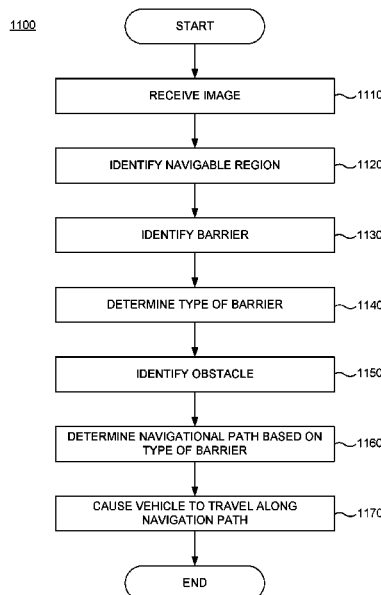 1100
START
RECEIVE IMAGE
1110
IDENTIFY NAVIGABLE REGION
1120
IDENTIFY BARRIER
1130
DETERMINE TYPE OF BARRIER
1140
IDENTIFY OBSTACLE
1150
DETERMINE NAVIGATIONAL PATH BASED ON
TYPE OF BARRIER
1160
CAUSE VEHICLE TO TRAVEL ALONG
NAVIGATION PATH
1170
END